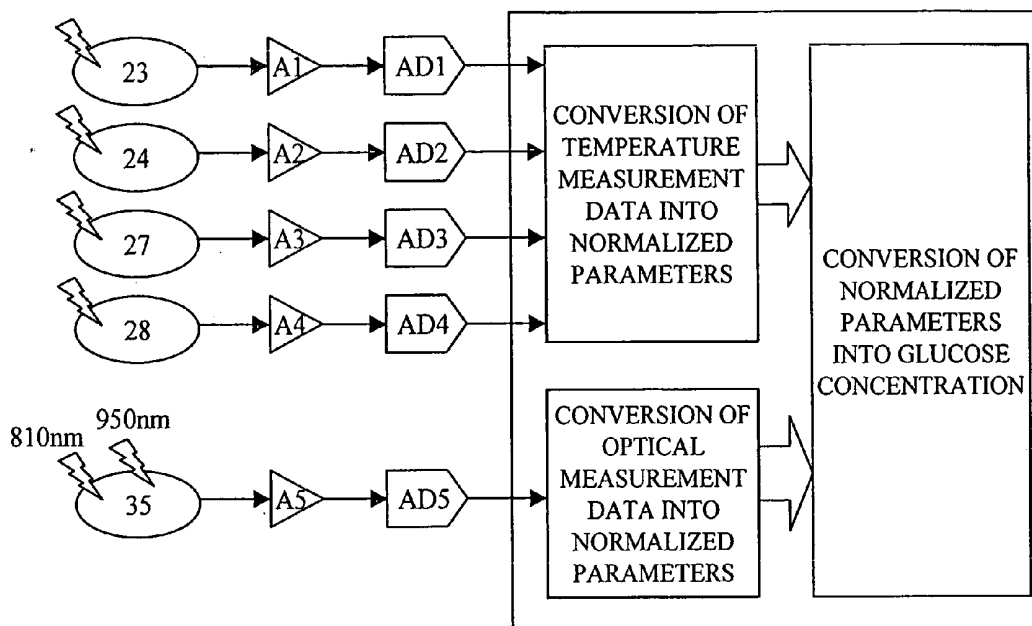 23 A1 AD1
24 A2 AD2
27 A3 AD3
28 A4 AD4
CONVERSION OF
TEMPERATURE
MEASUREMENT
DATA INTO
NORMALIZED
PARAMETERS
810nm
950nm
35 A5 AD5
CONVERSION OF
OPTICAL
MEASUREMENT
DATA INTO
NORMALIZED
PARAMETERS
CONVERSION OF
NORMALIZED
PARAMETERS
INTO GLUCOSE
CONCENTRATION